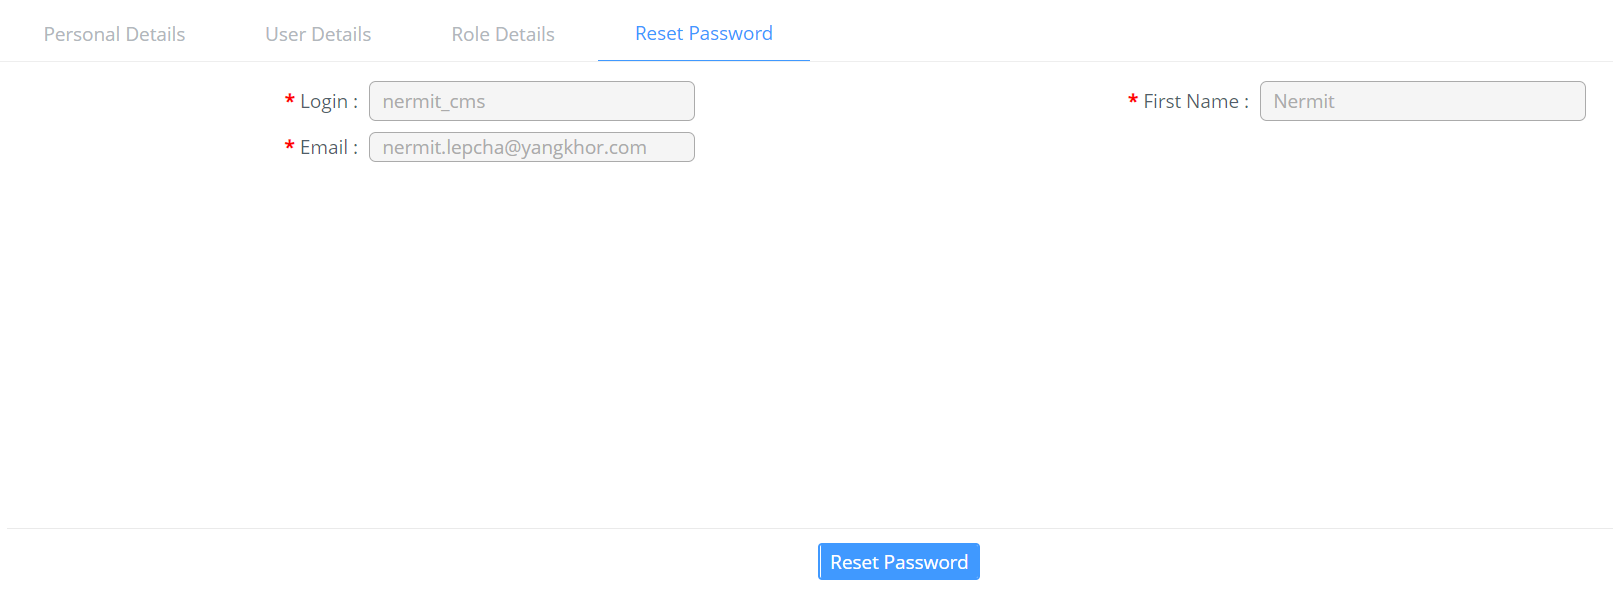 Personal Details User Details Role Details Reset Password
* Login : nermit_cms * First Name : Nermit
* Email : nermit.lepcha@yangkhor.com
Reset Password